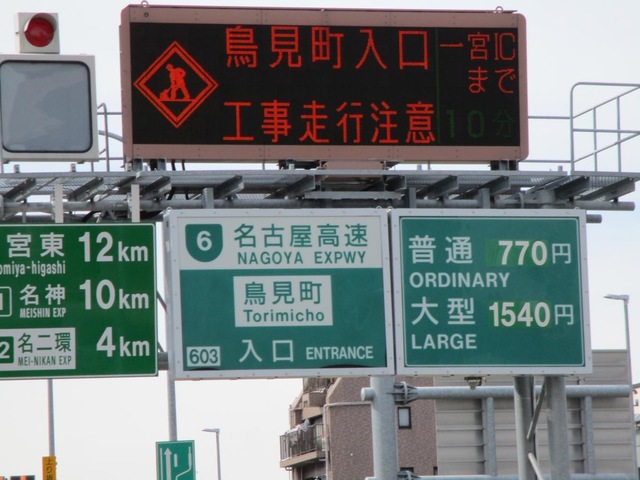 鳥見町入口
一宮IC
まで
工事走行注意
10分
宮東 12km
omiya-higashi
名神 10km
MEISHIN EXP
2 名二環 4km
MEI-NIKAN EXP
6 名古屋高速
NAGOYA EXPWY
鳥見町
Torimicho
603 入口 ENTRANCE
普通 770円
ORDINARY
大型 1540円
LARGE